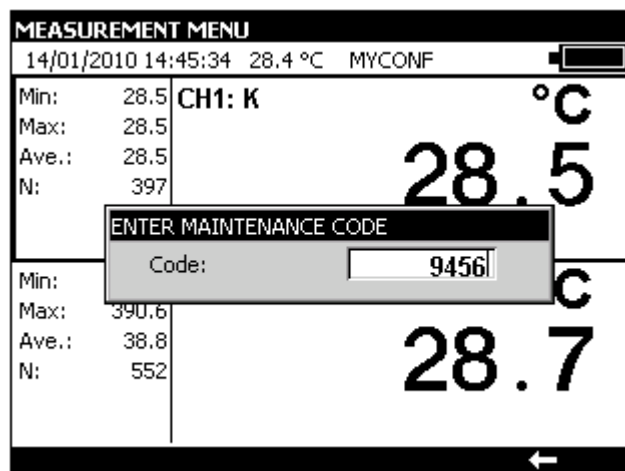 MEASUREMENT MENU
14/01/2010 14:45:34 28.4 °C MYCONF
Min: 28.5 CH1: K °C
Max: 28.5
Ave.: 28.5
N: 397
28.5
ENTER MAINTENANCE CODE
Code: 9456
Min: C
Max: 390.6
Ave.: 38.8
N: 552
28.7